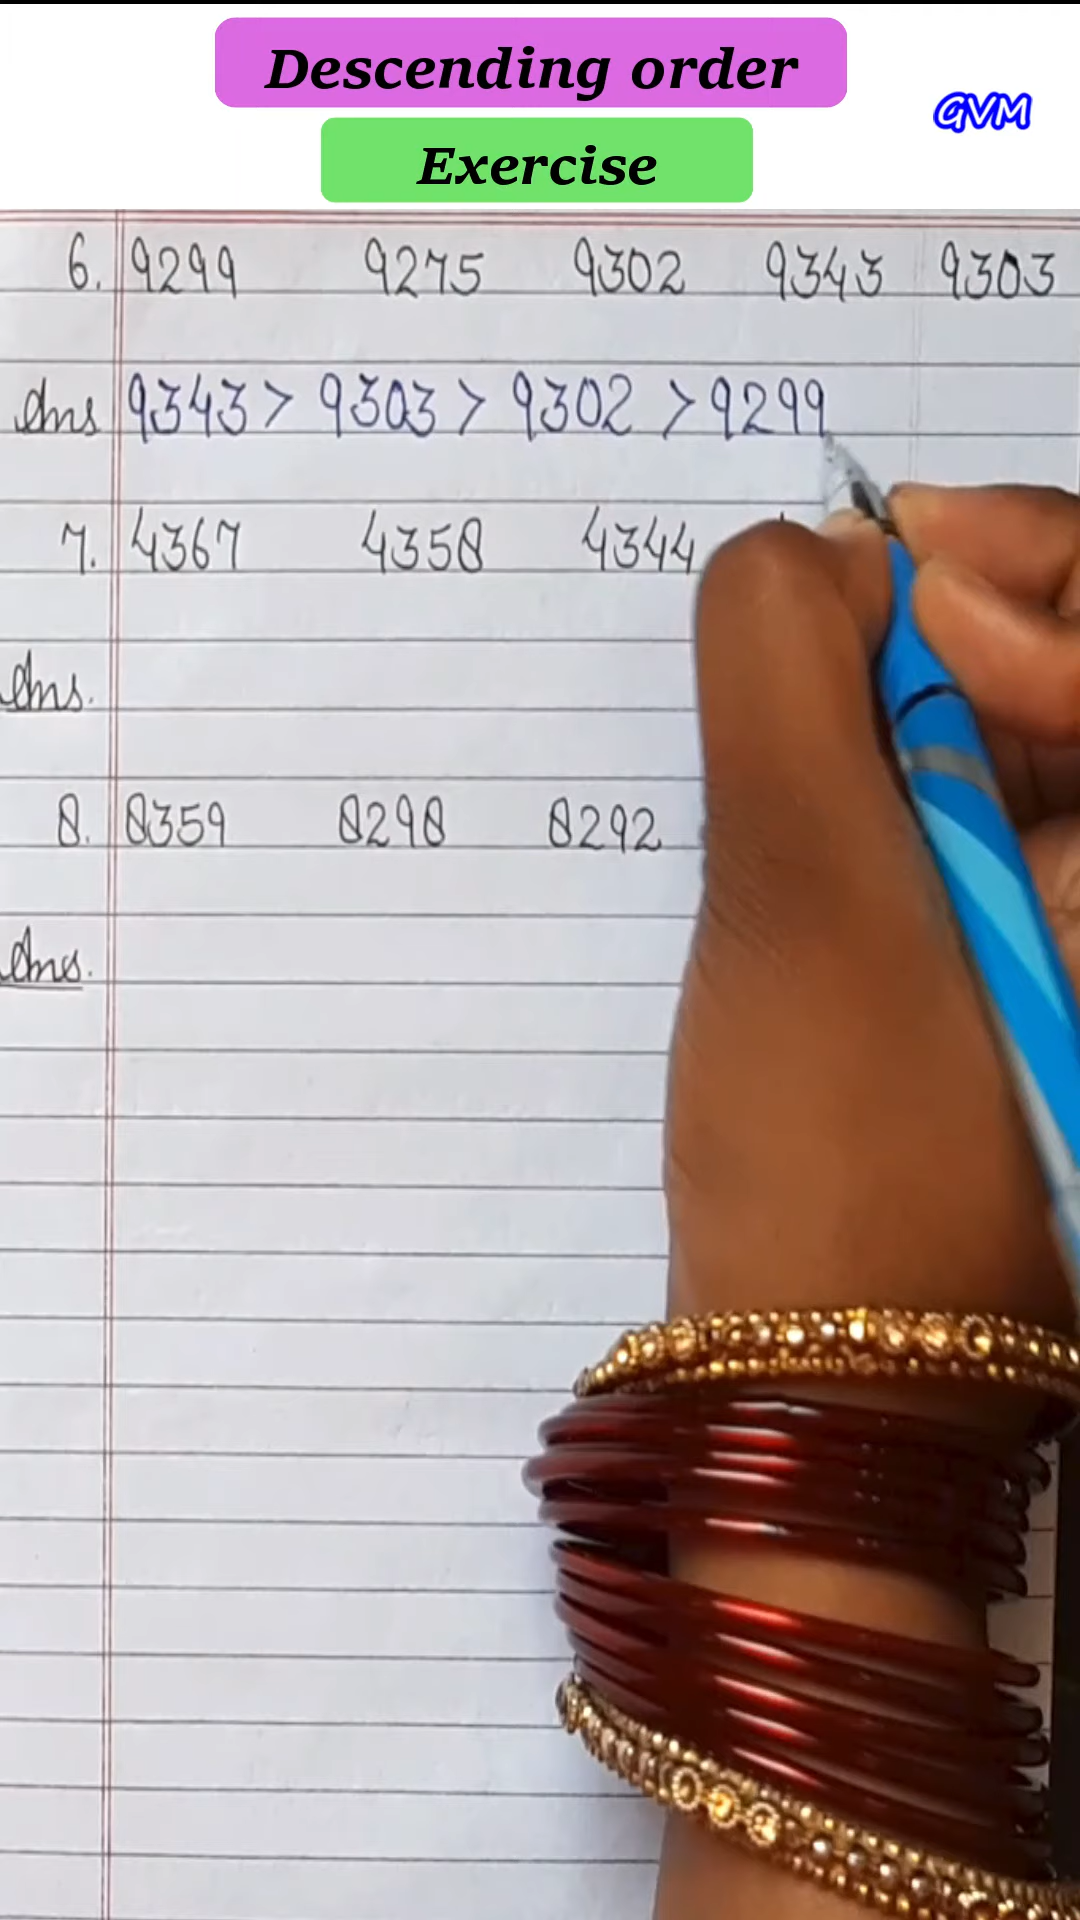 Descending order
GVM
Exercise
6. 9299 9275 9302 9343 9303
Ans 9343 > 9303 > 9302 > 9299
7. 4367 4358 4344
Ans.
8. 8359 8298 8292
Ans.